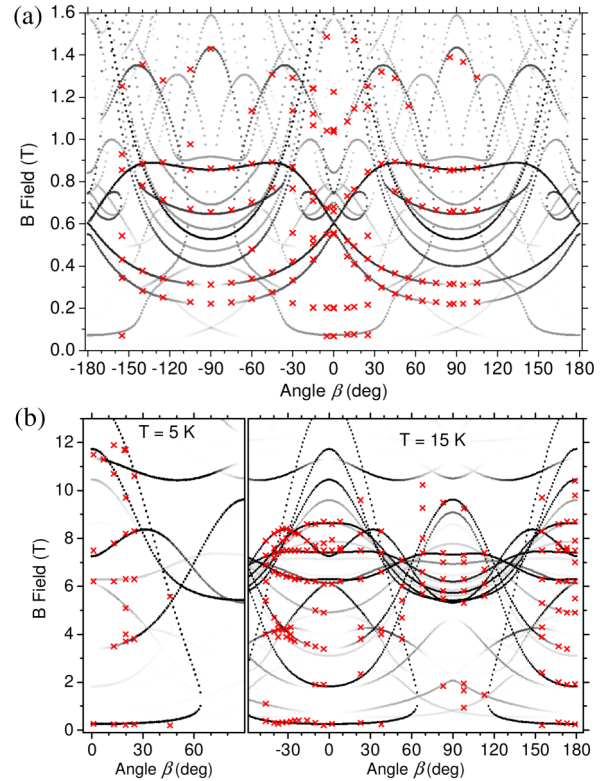 (a)
1.6
1.4
1.2
1.0
0.8
0.6
0.4
0.2
0.0
B Field (T)
-180 -150 -120 -90 -60 -30 0 30 60 90 120 150 180
Angle β (deg)
(b)
T = 5 K
T = 15 K
12
10
8
6
4
2
0
B Field (T)
0 30 60 -30 0 30 60 90 120 150 180
Angle β (deg) Angle β (deg)